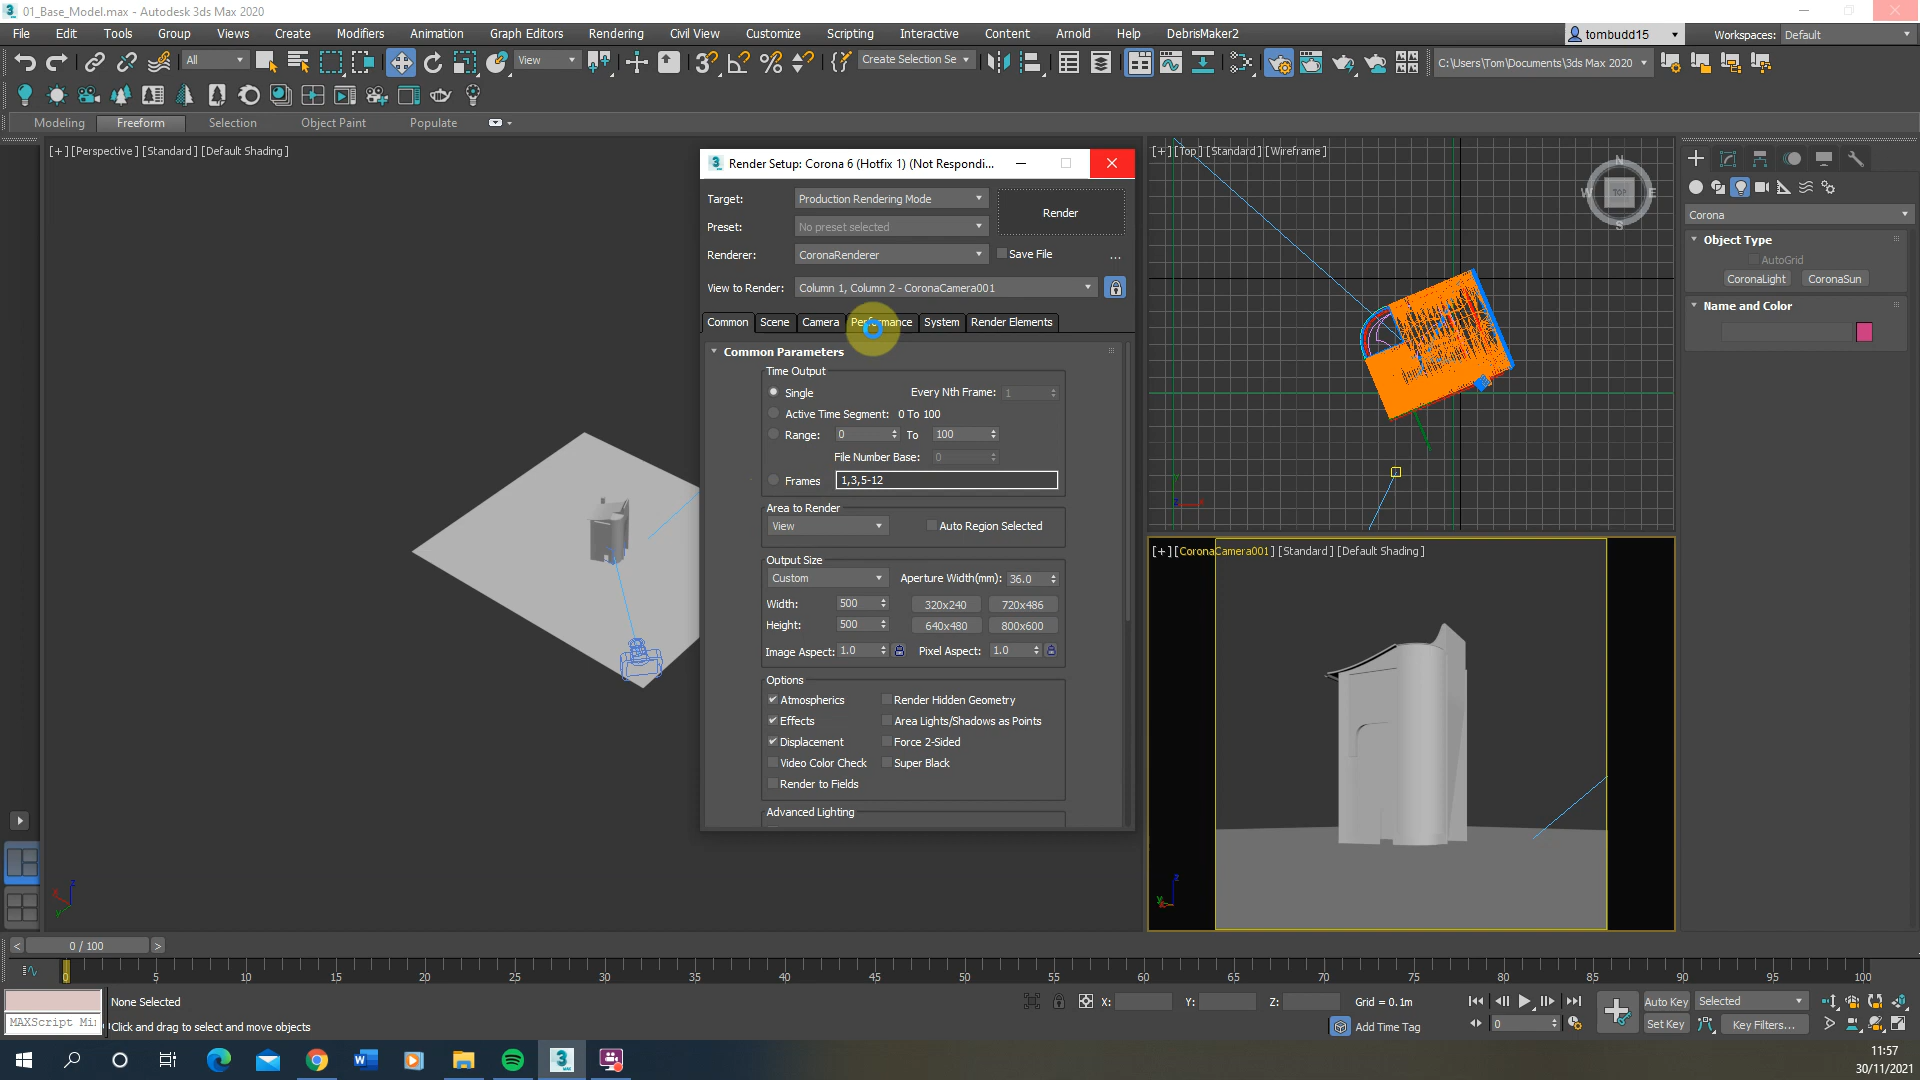 01_Base_Model.max - Autodesk 3ds Max 2020
File Edit Tools Group Views Create Modifiers Animation Graph Editors Rendering Civil View Customize Scripting Interactive Content Arnold Help DebrisMaker2
tombudd15
Workspaces: Default
All
View
Create Selection Se
C:\Users\Tom\Documents\3ds Max 2020
Modeling Freeform Selection Object Paint Populate
[+] [Perspective] [Standard] [Default Shading]
Render Setup: Corona 6 (Hotfix 1) (Not Respondi...
Target: Production Rendering Mode
Render
Preset: No preset selected
Renderer: CoronaRenderer
Save File
...
View to Render: Column 1, Column 2 - CoronaCamera001
Common Scene Camera Performance System Render Elements
Common Parameters
Time Output
Single Every Nth Frame: 1
Active Time Segment: 0 To 100
Range: 0 To 100
File Number Base: 0
Frames 1,3,5-12
Area to Render
View Auto Region Selected
Output Size
Custom Aperture Width(mm): 36.0
Width: 500 320x240 720x486
Height: 500 640x480 800x600
Image Aspect: 1.0 Pixel Aspect: 1.0
Options
Atmospherics Render Hidden Geometry
Effects Area Lights/Shadows as Points
Displacement Force 2-Sided
Video Color Check Super Black
Render to Fields
Advanced Lighting
[+] [Top] [Standard] [Wireframe]
N
W TOP E
S
[+] [CoronaCamera001] [Standard] [Default Shading]
Corona
Object Type
AutoGrid
CoronaLight CoronaSun
Name and Color
0 / 100
0 5 10 15 20 25 30 35 40 45 50 55 60 65 70 75 80 85 90 95 100
None Selected
MAXScript Mi
Click and drag to select and move objects
X: Y: Z: Grid = 0.1m
Add Time Tag
0
Auto Key Selected
Set Key Key Filters...
11:57
30/11/2021